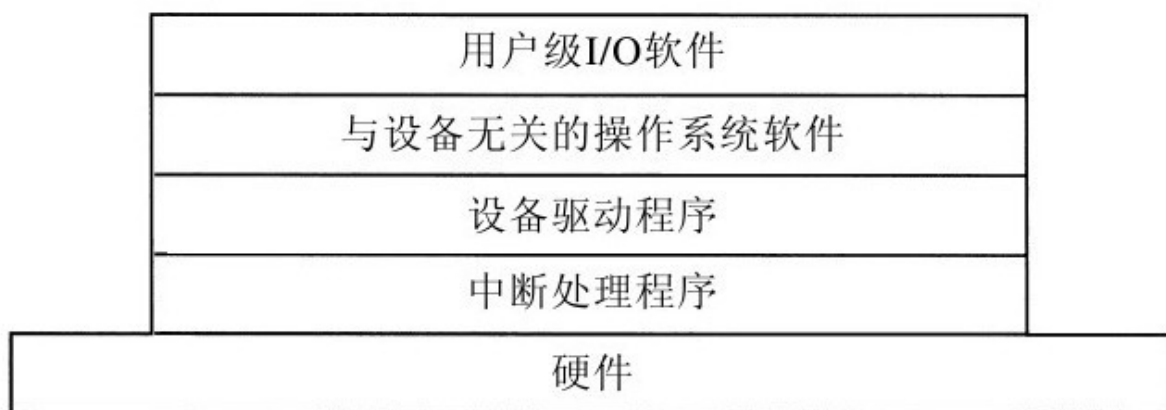 用户级I/O软件
与设备无关的操作系统软件
设备驱动程序
中断处理程序
硬件